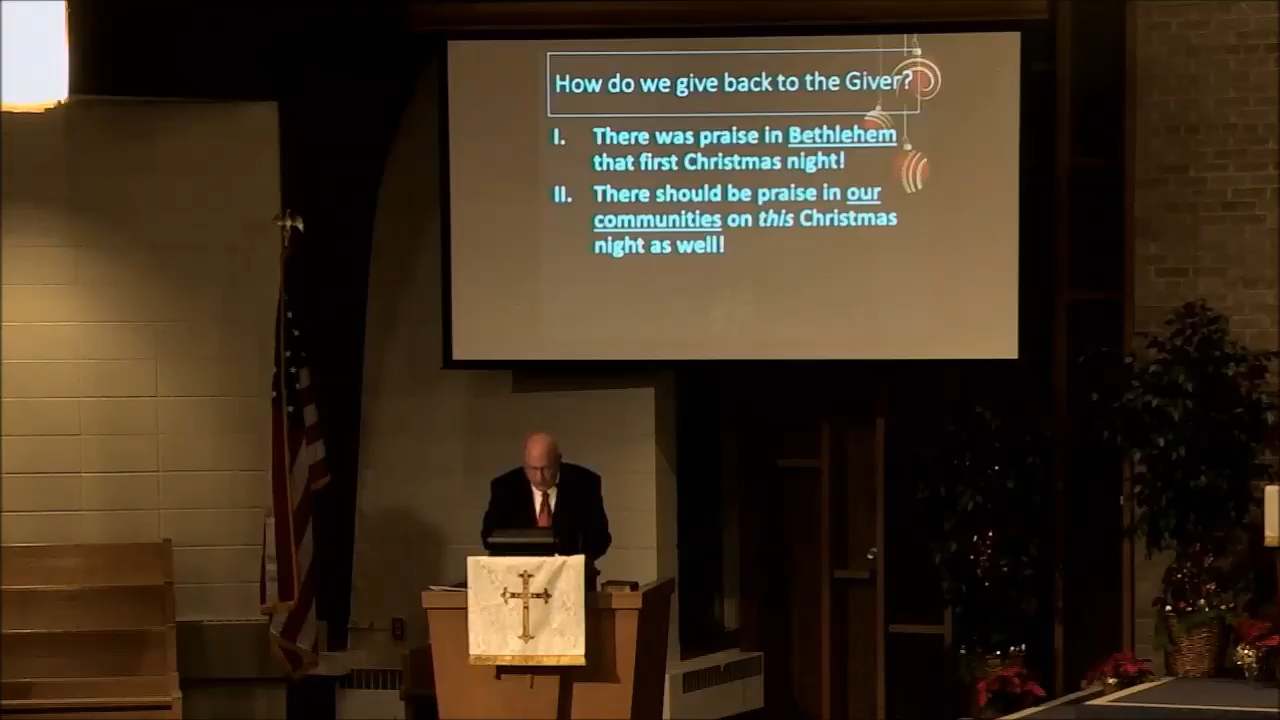 How do we give back to the Giver?
I. There was praise in Bethlehem
that first Christmas night!
II. There should be praise in our
communities on this Christmas
night as well!